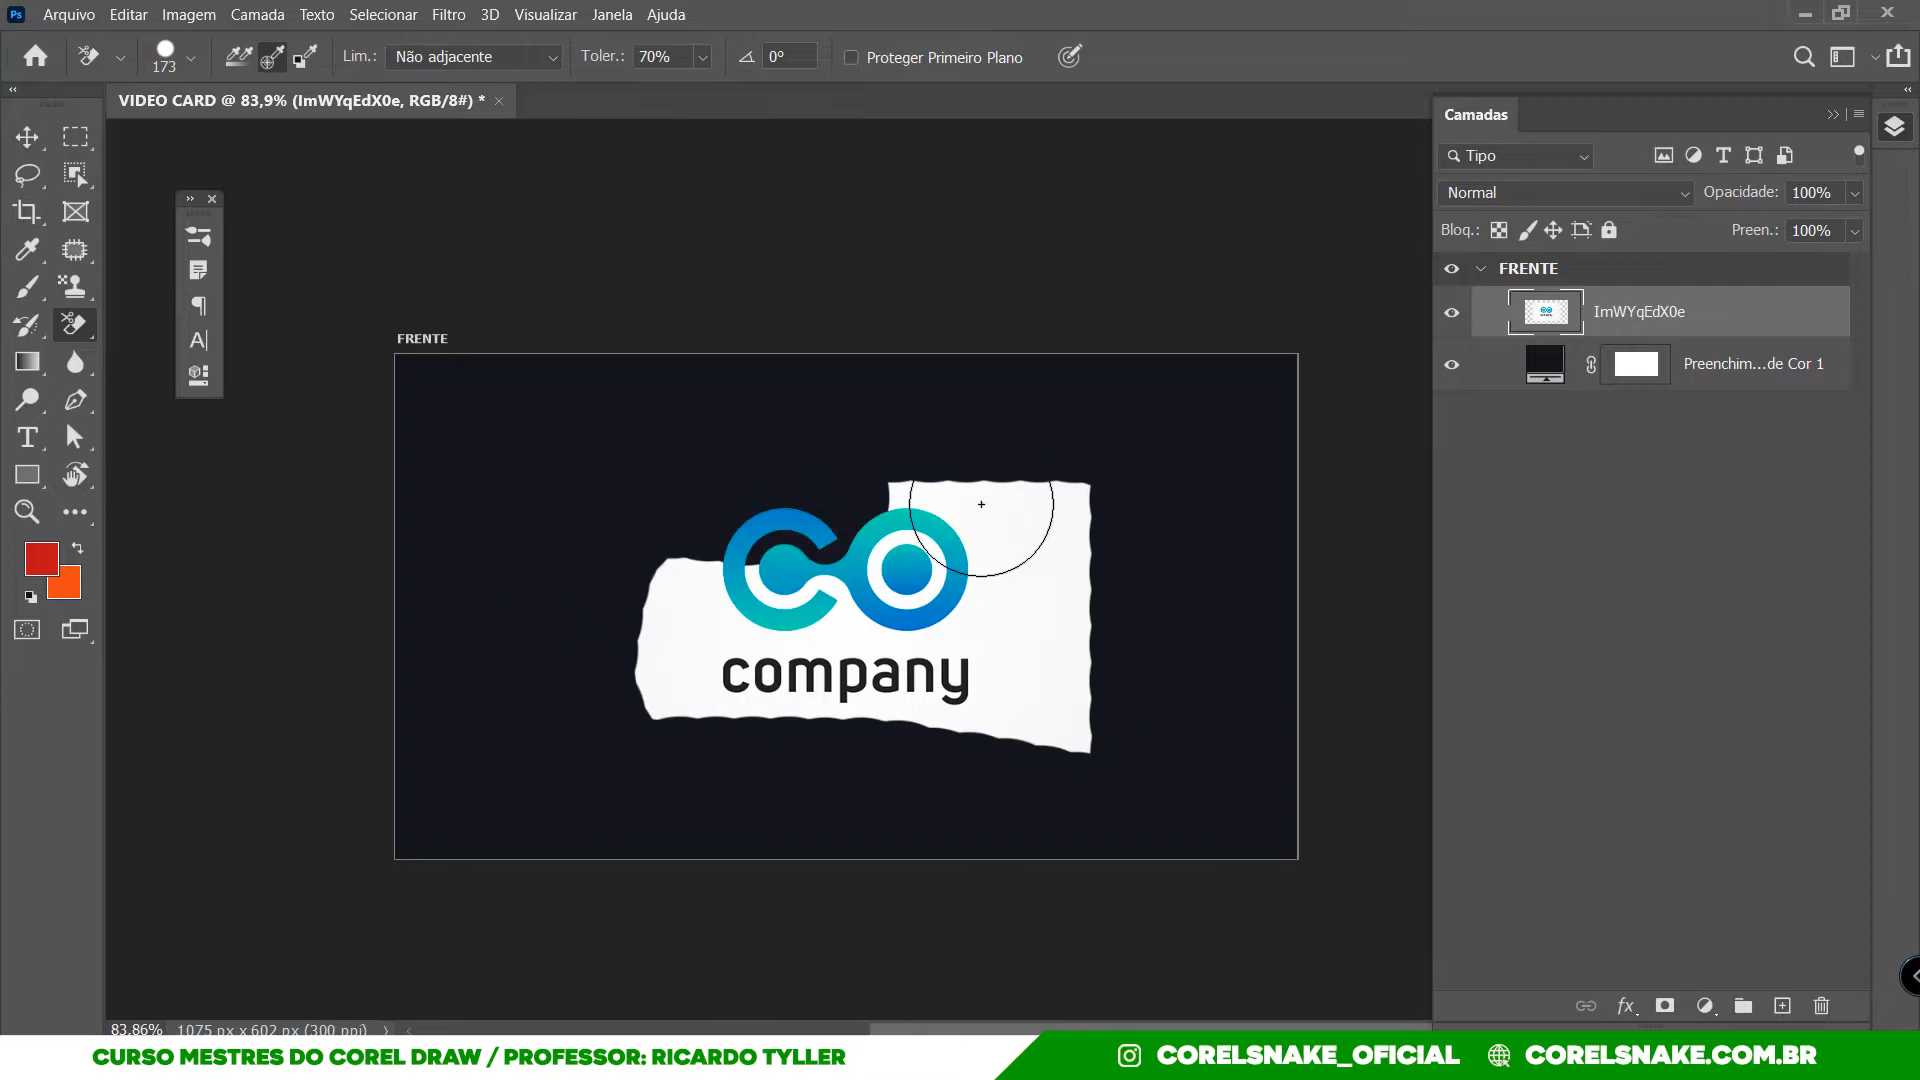 Ps Arquivo Editar Imagem Camada Texto Selecionar Filtro 3D Visualizar Janela Ajuda
173 Lim.: Não adjacente Toler.: 70% 0° Proteger Primeiro Plano
VIDEO CARD @ 83,9% (ImWYqEdX0e, RGB/8#) *
Camadas
Tipo
Normal Opacidade: 100%
Bloq.: Preen.: 100%
FRENTE
ImWYqEdX0e
Preenchim...de Cor 1
FRENTE
co
company
83,86% 1075 px x 602 px (300 ppi)
CURSO MESTRES DO COREL DRAW / PROFESSOR: RICARDO TYLLER
CORELSNAKE_OFICIAL CORELSNAKE.COM.BR